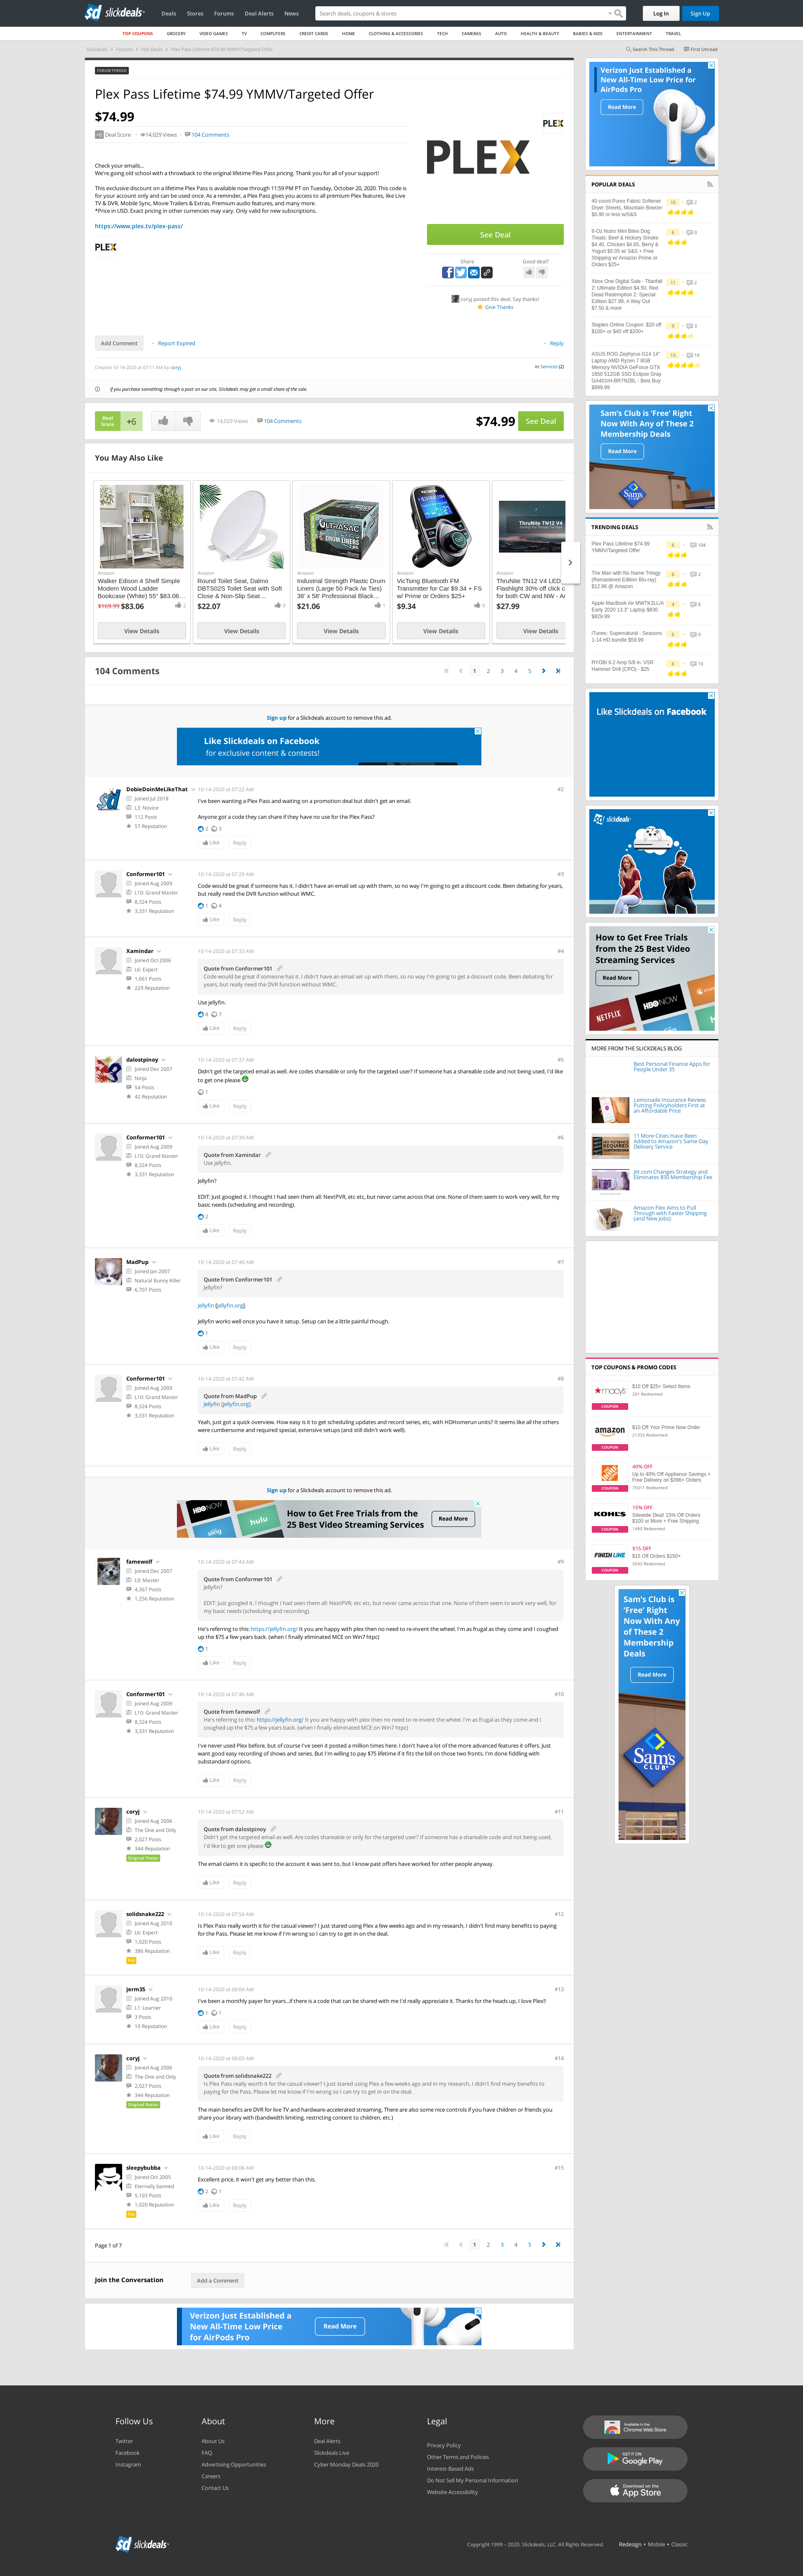 slickdeals
Deals
Stores
Forums
Deal Alerts
News
Search deals, coupons & stores
Log In
Sign Up
TOP COUPONS
GROCERY
VIDEO GAMES
TV
COMPUTERS
CREDIT CARDS
HOME
CLOTHING & ACCESSORIES
TECH
CAMERAS
AUTO
HEALTH & BEAUTY
BABIES & KIDS
ENTERTAINMENT
TRAVEL
Slickdeals > Forums > Hot Deals > Plex Pass Lifetime $74.99 YMMV/Targeted Offer
Search This Thread
First Unread
FORUM THREAD
Plex Pass Lifetime $74.99 YMMV/Targeted Offer
$74.99
+6 Deal Score
14,029 Views
104 Comments
PLEX
PLEX
Check your emails...
We're going old school with a throwback to the original lifetime Plex Pass pricing. Thank you for all of your support!
This exclusive discount on a lifetime Plex Pass is available now through 11:59 PM PT on Tuesday, October 20, 2020. This code is
for your account only and can be used once. As a reminder, a Plex Pass gives you access to all premium Plex features, like Live
TV & DVR, Mobile Sync, Movie Trailers & Extras, Premium audio features, and many more.
*Price in USD. Exact pricing in other currencies may vary. Only valid for new subscriptions.
https://www.plex.tv/plex-pass/
PLEX
See Deal
Share
Good deal?
coryj posted this deal. Say thanks!
Give Thanks
Add Comment
Report Expired
Reply
Created 10-14-2020 at 07:11 AM by coryj
in Services (2)
If you purchase something through a post on our site, Slickdeals may get a small share of the sale.
Deal
Score
+6
14,029 Views
104 Comments
$74.99
See Deal
You May Also Like
Amazon
Walker Edison 4 Shelf Simple
Modern Wood Ladder
Bookcase (White) 55" $83.06...
$169.99 $83.06
2
View Details
Amazon
Round Toilet Seat, Dalmo
DBTS02S Toilet Seat with Soft
Close & Non-Slip Seat...
$22.07
0
View Details
Amazon
Industrial Strength Plastic Drum
Liners (Large 50 Pack /w Ties)
38' x 58' Professional Black...
$21.06
1
View Details
Amazon
VicTsing Bluetooth FM
Transmitter for Car $9.34 + FS
w/ Prime or Orders $25+
$9.34
0
View Details
Amazon
ThruNite TN12 V4 LED
Flashlight 30% off click c
for both CW and NW - A
$27.99
View Details
104 Comments
1 2 3 4 5
Sign up for a Slickdeals account to remove this ad.
Like Slickdeals on Facebook
for exclusive content & contests!
DobieDoinMeLikeThat
Joined Jul 2018
L3: Novice
112 Posts
57 Reputation
10-14-2020 at 07:22 AM
#2
I've been wanting a Plex Pass and waiting on a promotion deal but didn't get an email.
Anyone got a code they can share if they have no use for the Plex Pass?
2 3
Like
Reply
Conformer101
Joined Aug 2009
L10: Grand Master
8,324 Posts
3,331 Reputation
10-14-2020 at 07:29 AM
#3
Code would be great if someone has it. I didn't have an email set up with them, so no way I'm going to get a discount code. Been debating for years,
but really need the DVR function without WMC.
1 4
Like
Reply
Xamindar
Joined Oct 2006
L6: Expert
1,661 Posts
229 Reputation
10-14-2020 at 07:33 AM
#4
Quote from Conformer101
Code would be great if someone has it. I didn't have an email set up with them, so no way I'm going to get a discount code. Been debating for
years, but really need the DVR function without WMC.
Use jellyfin.
8 7
Like
Reply
dalostpinoy
Joined Dec 2007
Ninja
54 Posts
42 Reputation
10-14-2020 at 07:37 AM
#5
Didn't get the targeted email as well. Are codes shareable or only for the targeted user? if someone has a shareable code and not being used, I'd like
to get one please
1
Like
Reply
Conformer101
Joined Aug 2009
L10: Grand Master
8,324 Posts
3,331 Reputation
10-14-2020 at 07:39 AM
#6
Quote from Xamindar
Use jellyfin.
Jellyfin?
EDIT: Just googled it. I thought I had seen them all: NextPVR, etc etc, but never came across that one. None of them seem to work very well, for my
basic needs (scheduling and recording).
2
Like
Reply
MadPup
Joined Jan 2007
Natural Bunny Killer
6,707 Posts
10-14-2020 at 07:40 AM
#7
Quote from Conformer101
Jellyfin?
Jellyfin [jellyfin.org].
Jellyfin works well once you have it setup. Setup can be a little painful though.
1
Like
Reply
Conformer101
Joined Aug 2009
L10: Grand Master
8,324 Posts
3,331 Reputation
10-14-2020 at 07:42 AM
#8
Quote from MadPup
Jellyfin [jellyfin.org].
Yeah, just got a quick overview. How easy is it to get scheduled updates and record series, etc, with HDHomerun units? It seems like all the others
were cumbersome and required special, extensive setups (and still didn't work well).
Like
Reply
Sign up for a Slickdeals account to remove this ad.
HBO NOW
sling
hulu
How to Get Free Trials from the
25 Best Video Streaming Services
Read More
famewolf
Joined Dec 2007
L9: Master
4,367 Posts
1,256 Reputation
10-14-2020 at 07:43 AM
#9
Quote from Conformer101
Jellyfin?
EDIT: Just googled it. I thought I had seen them all: NextPVR, etc etc, but never came across that one. None of them seem to work very well, for
my basic needs (scheduling and recording).
He's referring to this: https://jellyfin.org/ It you are happy with plex then no need to re-invent the wheel. I'm as frugal as they come and I coughed
up the $75 a few years back. (when I finally eliminated MCE on Win7 htpc)
1
Like
Reply
Conformer101
Joined Aug 2009
L10: Grand Master
8,324 Posts
3,331 Reputation
10-14-2020 at 07:46 AM
#10
Quote from famewolf
He's referring to this: https://jellyfin.org/ It you are happy with plex then no need to re-invent the wheel. I'm as frugal as they come and I
coughed up the $75 a few years back. (when I finally eliminated MCE on Win7 htpc)
I've never used Plex before, but of course I've seen it posted a million times here. I don't have a lot of the more advanced features it offers. Just
want good easy recording of shows and series. But I'm willing to pay $75 lifetime if it fits the bill on those two fronts. I'm done fiddling with
substandard options.
Like
Reply
coryj
Joined Aug 2006
The One and Only
2,027 Posts
344 Reputation
Original Poster
10-14-2020 at 07:52 AM
#11
Quote from dalostpinoy
Didn't get the targeted email as well. Are codes shareable or only for the targeted user? if someone has a shareable code and not being used,
I'd like to get one please
The email claims it is specific to the account it was sent to, but I know past offers have worked for other people anyway.
Like
Reply
solidsnake222
Joined Aug 2010
L6: Expert
1,020 Posts
386 Reputation
Pro
10-14-2020 at 07:56 AM
#12
Is Plex Pass really worth it for the casual viewer? I just started using Plex a few weeks ago and in my research, I didn't find many benefits to paying
for the Pass. Please let me know if I'm wrong so I can try to get in on the deal.
Like
Reply
jerm35
Joined Aug 2010
L1: Learner
3 Posts
10 Reputation
10-14-2020 at 08:04 AM
#13
I've been a monthly payer for years...if there is a code that can be shared with me I'd really appreciate it. Thanks for the heads up, I love Plex!!
1 1
Like
Reply
coryj
Joined Aug 2006
The One and Only
2,027 Posts
344 Reputation
Original Poster
10-14-2020 at 08:05 AM
#14
Quote from solidsnake222
Is Plex Pass really worth it for the casual viewer? I just started using Plex a few weeks ago and in my research, I didn't find many benefits to
paying for the Pass. Please let me know if I'm wrong so I can try to get in on the deal.
The main benefits are DVR for live TV and hardware-accelerated streaming. There are also some nice controls if you have children or friends you
share your library with (bandwidth limiting, restricting content to children, etc.)
Like
Reply
sleepybubba
Joined Oct 2005
Eternally banned
5,103 Posts
1,020 Reputation
Pro
10-14-2020 at 08:06 AM
#15
Excellent price, it won't get any better than this.
2 1
Like
Reply
Page 1 of 7
1 2 3 4 5
Join the Conversation
Add a Comment
Verizon Just Established a
New All-Time Low Price
for AirPods Pro
Read More
Verizon Just Established a
New All-Time Low Price for
AirPods Pro
Read More
POPULAR DEALS
40 count Purex Fabric Softener
Dryer Sheets, Mountain Breeze:
$0.90 or less w/S&S
10
2
6-Oz Nutro Mini Bites Dog
Treats: Beef & Hickory Smoke
$4.40, Chicken $4.65, Berry &
Yogurt $5.05 w/ S&S + Free
Shipping w/ Amazon Prime or
Orders $25+
6
0
Xbox One Digital Sale - Titanfall
2: Ultimate Edition $4.50, Red
Dead Redemption 2: Special
Edition $27.99, A Way Out
$7.50 & more
11
2
Staples Online Coupon: $20 off
$100+ or $40 off $200+
9
3
ASUS ROG Zephyrus G14 14"
Laptop AMD Ryzen 7 8GB
Memory NVIDIA GeForce GTX
1650 512GB SSD Eclipse Gray
GA401IH-BR7N2BL - Best Buy
$899.99
13
19
Sam's Club is 'Free' Right
Now With Any of These 2
Membership Deals
Read More
Sam's
TRENDING DEALS
Plex Pass Lifetime $74.99
YMMV/Targeted Offer
6
104
The Man with No Name Trilogy
(Remastered Edition Blu-ray)
$12.96 @ Amazon
6
2
Apple MacBook Air MWTK2LL/A
Early 2020 13.3" Laptop $830
$829.99
4
8
iTunes: Supernatural - Seasons
1-14 HD bundle $59.99
6
9
RYOBI 6.2 Amp 5/8 in. VSR
Hammer Drill (CPO) - $25
6
10
Like Slickdeals on Facebook
slickdeals
How to Get Free Trials
from the 25 Best Video
Streaming Services
Read More
HBO NOW
NETFLIX
sling
hulu
MORE FROM THE SLICKDEALS BLOG
Best Personal Finance Apps for
People Under 35
Lemonade Insurance Review:
Putting Policyholders First at
an Affordable Price
11 More Cities Have Been
Added to Amazon's Same-Day
Delivery Service
Jet.com Changes Strategy and
Eliminates $50 Membership Fee
Amazon Flex Aims to Pull
Through with Faster Shipping
(and New Jobs)
TOP COUPONS & PROMO CODES
macys
COUPON
$10 Off $25+ Select Items
201 Redeemed
amazon
COUPON
$10 Off Your Prime Now Order
21333 Redeemed
COUPON
40% OFF
Up to 40% Off Appliance Savings +
Free Delivery on $396+ Orders
75011 Redeemed
KOHL'S
COUPON
15% OFF
Sitewide Deal! 15% Off Orders
$100 or More + Free Shipping
1490 Redeemed
FINISH LINE
COUPON
$15 OFF
$15 Off Orders $150+
5043 Redeemed
Sam's Club is
'Free' Right
Now With Any
of These 2
Membership
Deals
Read More
Sam's
CLUB
Follow Us
Twitter
Facebook
Instagram
About
About Us
FAQ
Advertising Opportunities
Careers
Contact Us
More
Deal Alerts
Slickdeals Live
Cyber Monday Deals 2020
Legal
Privacy Policy
Other Terms and Policies
Interest-Based Ads
Do Not Sell My Personal Information
Website Accessibility
Available in the
Chrome Web Store
GET IT ON
Google Play
Download on the
App Store
slickdeals
Copyright 1999 - 2020. Slickdeals, LLC. All Rights Reserved.
Redesign • Mobile • Classic